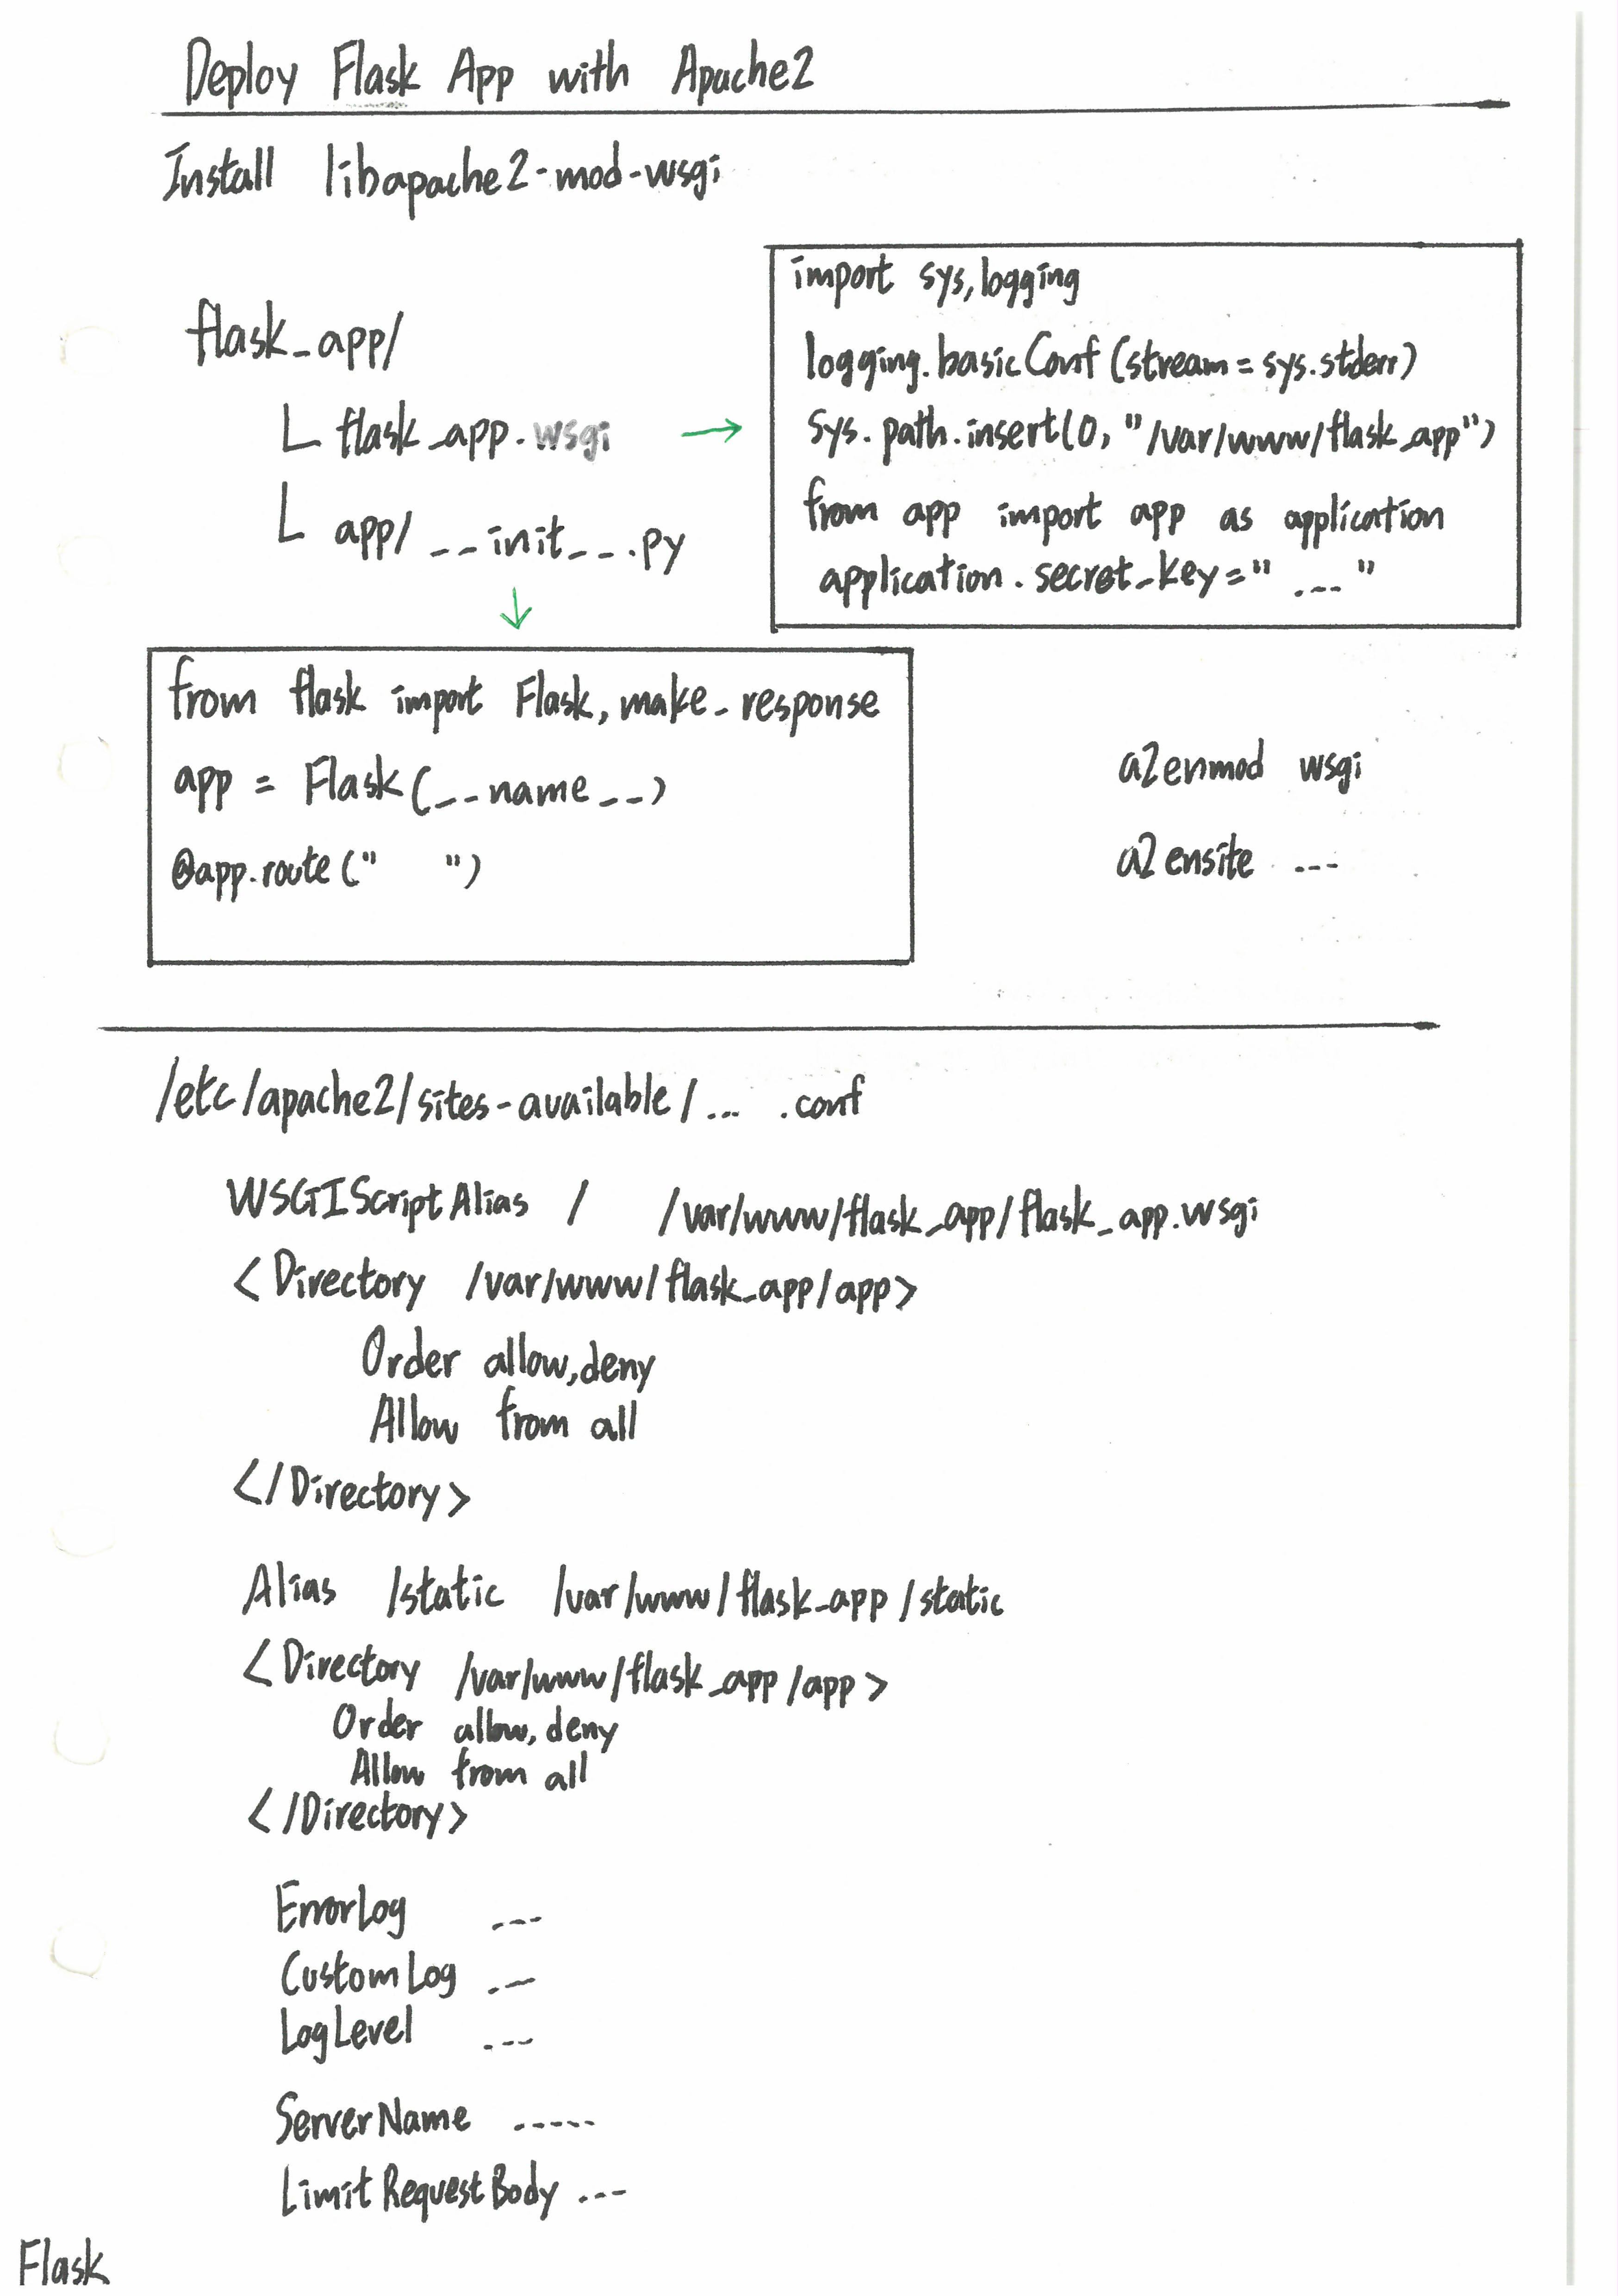 Deploy Flask App with Apache2
Install libapache2-mod-wsgi
flask_app/
L flask_app.wsgi →
L app/ __init__.py
↓
import sys, logging
logging.basicConf (stream = sys.stderr)
sys.path.insert(0, "/var/www/flask_app")
from app import app as application
application.secret_key = " ... "
from flask import Flask, make_response
app = Flask(__name__)
@app.route(" ")
a2enmod wsgi
a2ensite ...
/etc/apache2/sites-available/... .conf
WSGIScriptAlias / /var/www/flask_app/flask_app.wsgi
<Directory /var/www/flask_app/app>
Order allow,deny
Allow from all
</Directory>
Alias /static /var/www/flask_app/static
<Directory /var/www/flask_app/app>
Order allow,deny
Allow from all
</Directory>
ErrorLog ...
CustomLog ...
LogLevel ...
ServerName .....
LimitRequestBody ...
Flask